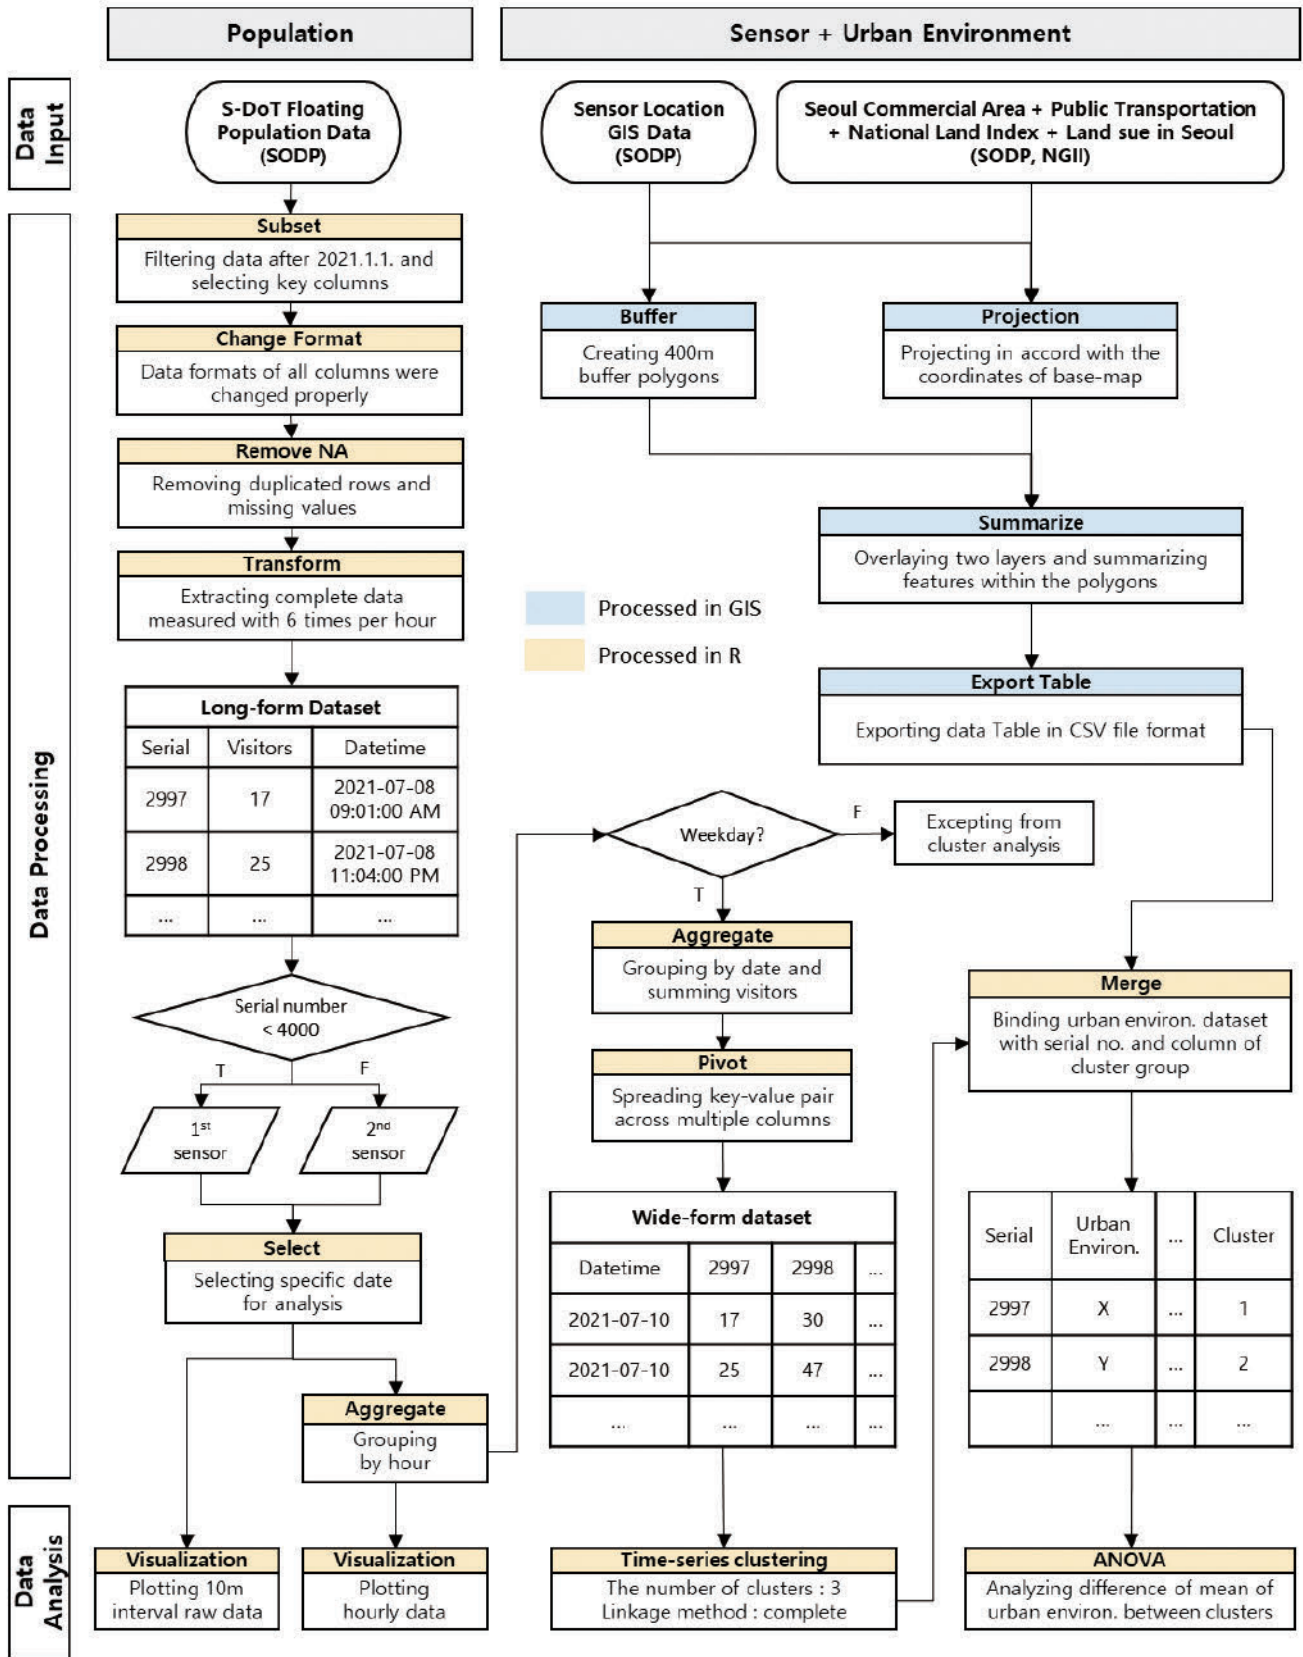 Population
Sensor + Urban Environment
Data
Input
S-DoT Floating
Population Data
(SODP)
Sensor Location
GIS Data
(SODP)
Seoul Commercial Area + Public Transportation
+ National Land Index + Land sue in Seoul
(SODP, NGII)
Data Processing
Subset
Filtering data after 2021.1.1. and
selecting key columns
Change Format
Data formats of all columns were
changed properly
Remove NA
Removing duplicated rows and
missing values
Transform
Extracting complete data
measured with 6 times per hour
Long-form Dataset
Serial Visitors Datetime
2997 17 2021-07-08
09:01:00 AM
2998 25 2021-07-08
11:04:00 PM
... ... ...
Serial number
< 4000
T F
1st
sensor
2nd
sensor
Select
Selecting specific date
for analysis
Aggregate
Grouping
by hour
Buffer
Creating 400m
buffer polygons
Projection
Projecting in accord with the
coordinates of base-map
Summarize
Overlaying two layers and summarizing
features within the polygons
Processed in GIS
Processed in R
Export Table
Exporting data Table in CSV file format
Weekday?
F
Excepting from
cluster analysis
T
Aggregate
Grouping by date and
summing visitors
Pivot
Spreading key-value pair
across multiple columns
Wide-form dataset
Datetime 2997 2998 ...
2021-07-10 17 30 ...
2021-07-10 25 47 ...
... ... ... ...
Merge
Binding urban environ. dataset
with serial no. and column of
cluster group
Serial Urban
Environ. ... Cluster
2997 X ... 1
2998 Y ... 2
... ... ...
Data
Analysis
Visualization
Plotting 10m
interval raw data
Visualization
Plotting
hourly data
Time-series clustering
The number of clusters : 3
Linkage method : complete
ANOVA
Analyzing difference of mean of
urban environ. between clusters